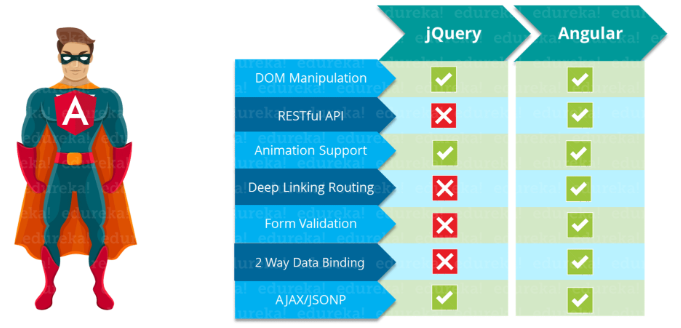 jQuery
Angular
DOM Manipulation
RESTful API
Animation Support
Deep Linking Routing
Form Validation
2 Way Data Binding
AJAX/JSONP
A
edureka!